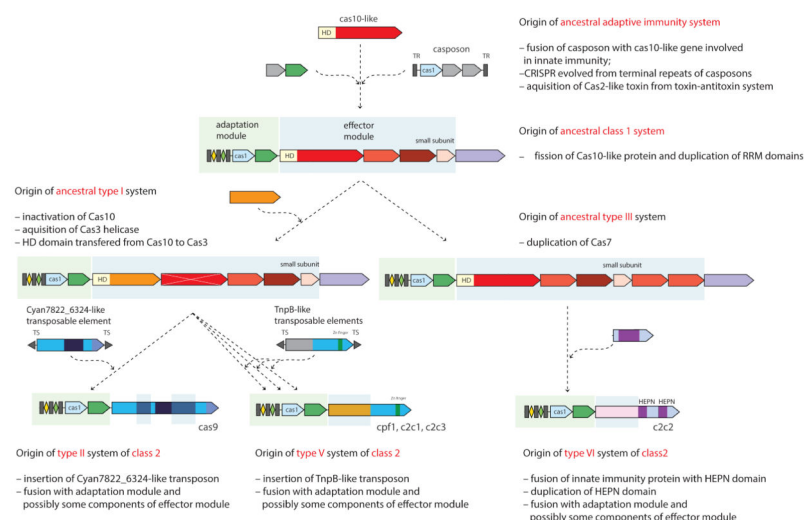 cas10-like
HD
casposon
TR
TR
cas1
Origin of ancestral adaptive immunity system
– fusion of casposon with cas10-like gene involved
in innate immunity;
–CRISPR evolved from terminal repeats of casposons
– aquisition of Cas2-like toxin from toxin-antitoxin system
adaptation
module
effector
module
small subunit
cas1
HD
Origin of ancestral class 1 system
– fission of Cas10-like protein and duplication of RRM domains
Origin of ancestral type I system
– inactivation of Cas10
– aquisition of Cas3 helicase
– HD domain transfered from Cas10 to Cas3
Origin of ancestral type III system
– duplication of Cas7
small subunit
cas1
HD
small subunit
cas1
HD
Cyan7822_6324-like
transposable element
TS
TS
TnpB-like
transposable elements
TS
Zn finger
TS
cas1
cas9
cas1
Zn finger
cpf1, c2c1, c2c3
cas1
HEPN
HEPN
c2c2
Origin of type II system of class 2
– insertion of Cyan7822_6324-like transposon
– fusion with adaptation module and
possibly some components of effector module
Origin of type V system of class 2
– insertion of TnpB-like transposon
– fusion with adaptation module and
possibly some components of effector module
Origin of type VI system of class2
– fusion of innate immunity protein with HEPN domain
– duplication of HEPN domain
– fusion with adaptation module and
possibly some components of effector module